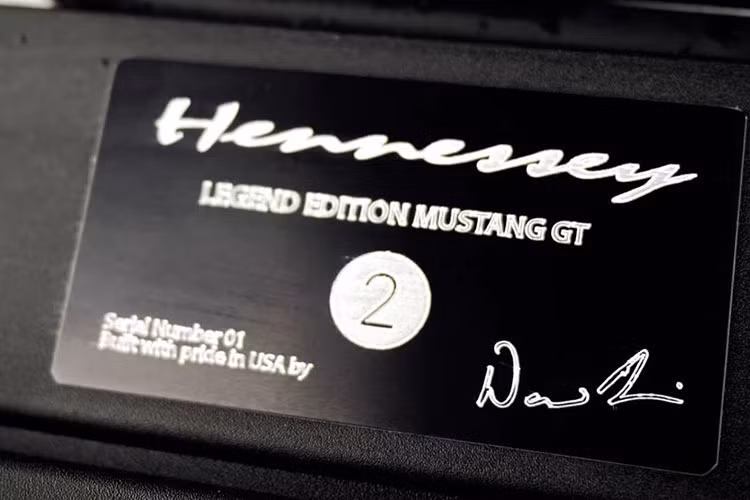 Hennessey
LEGEND EDITION MUSTANG GT
2
Serial Number 01
Built with pride in USA by